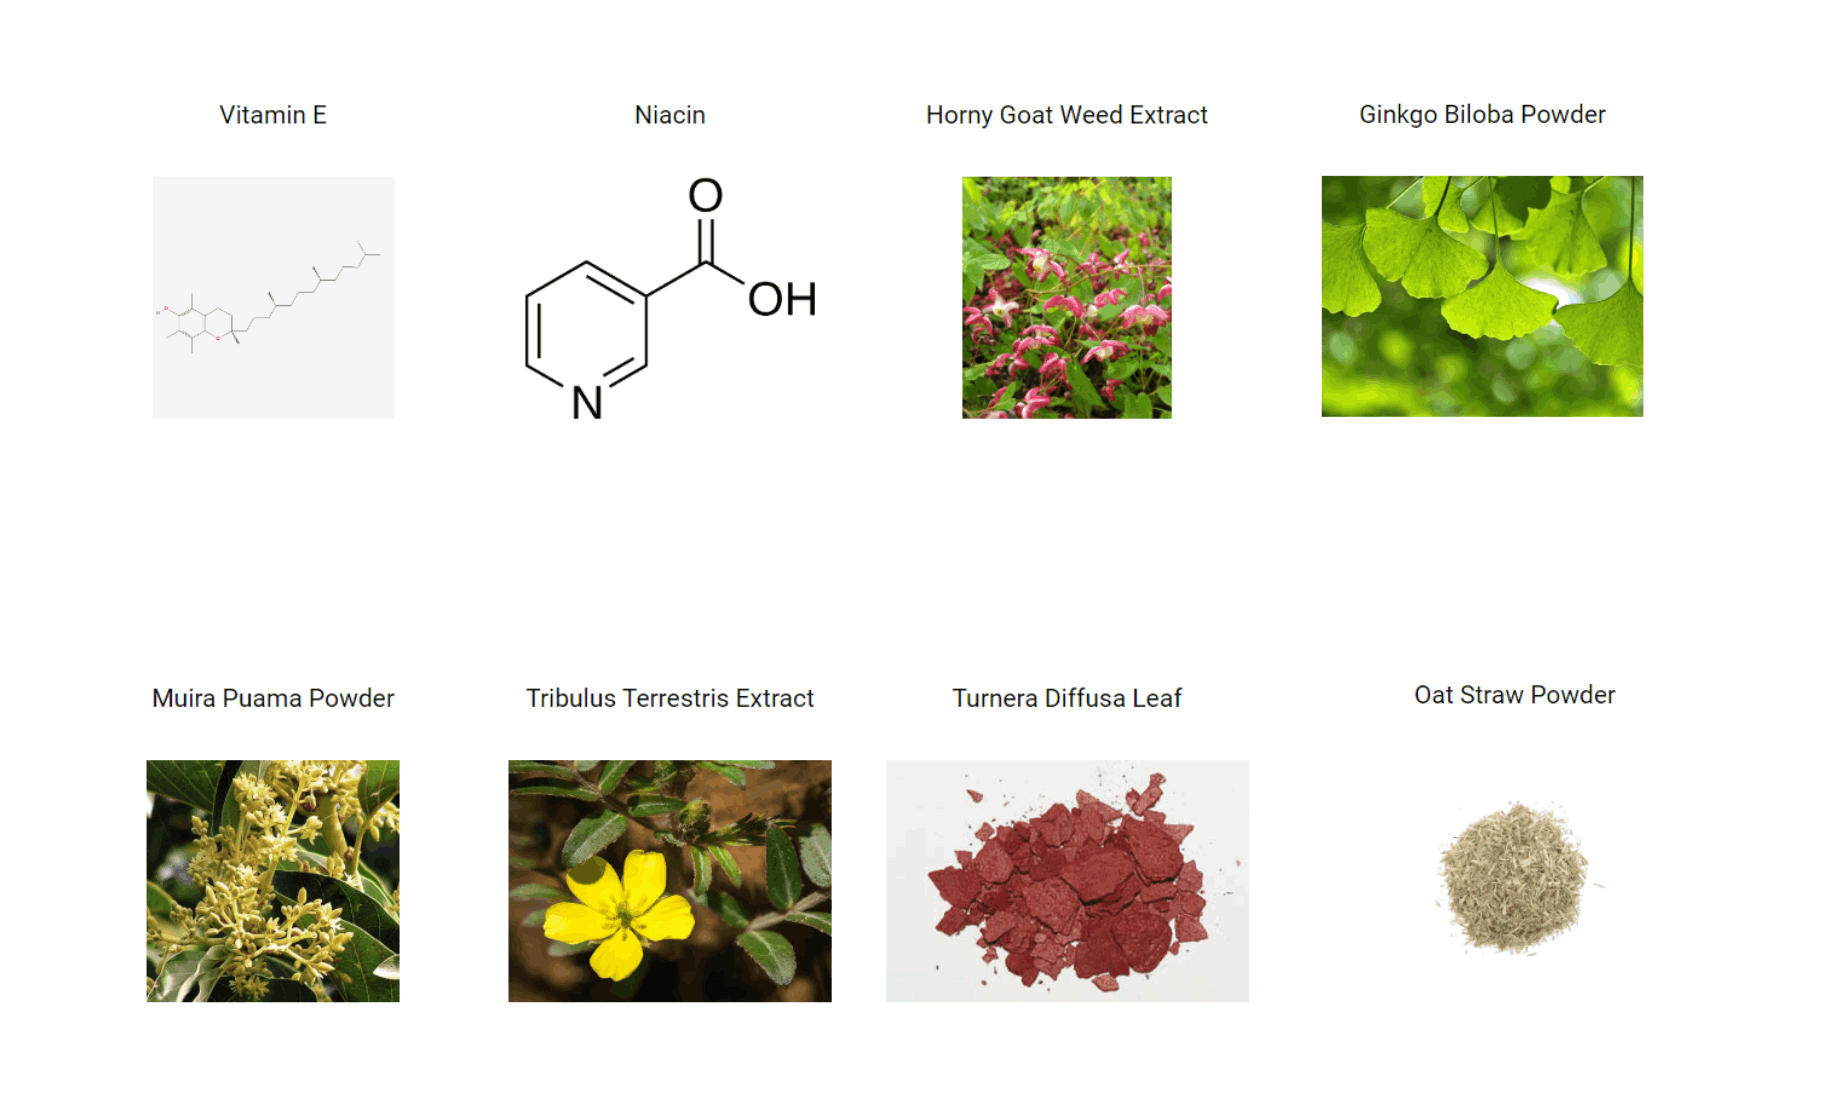 Vitamin E
Niacin
Horny Goat Weed Extract
Ginkgo Biloba Powder
O
OH
N
H
O
O
Muira Puama Powder
Tribulus Terrestris Extract
Turnera Diffusa Leaf
Oat Straw Powder